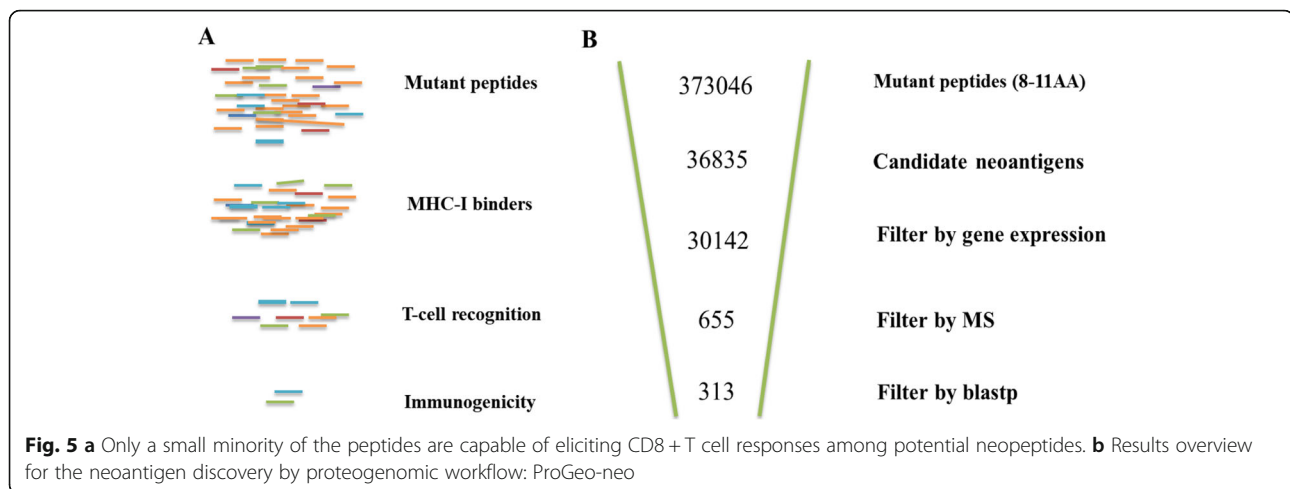 A
Mutant peptides
MHC-I binders
T-cell recognition
Immunogenicity
B
373046 Mutant peptides (8-11AA)
36835 Candidate neoantigens
30142 Filter by gene expression
655 Filter by MS
313 Filter by blastp
Fig. 5 a Only a small minority of the peptides are capable of eliciting CD8 + T cell responses among potential neopeptides. b Results overview
for the neoantigen discovery by proteogenomic workflow: ProGeo-neo